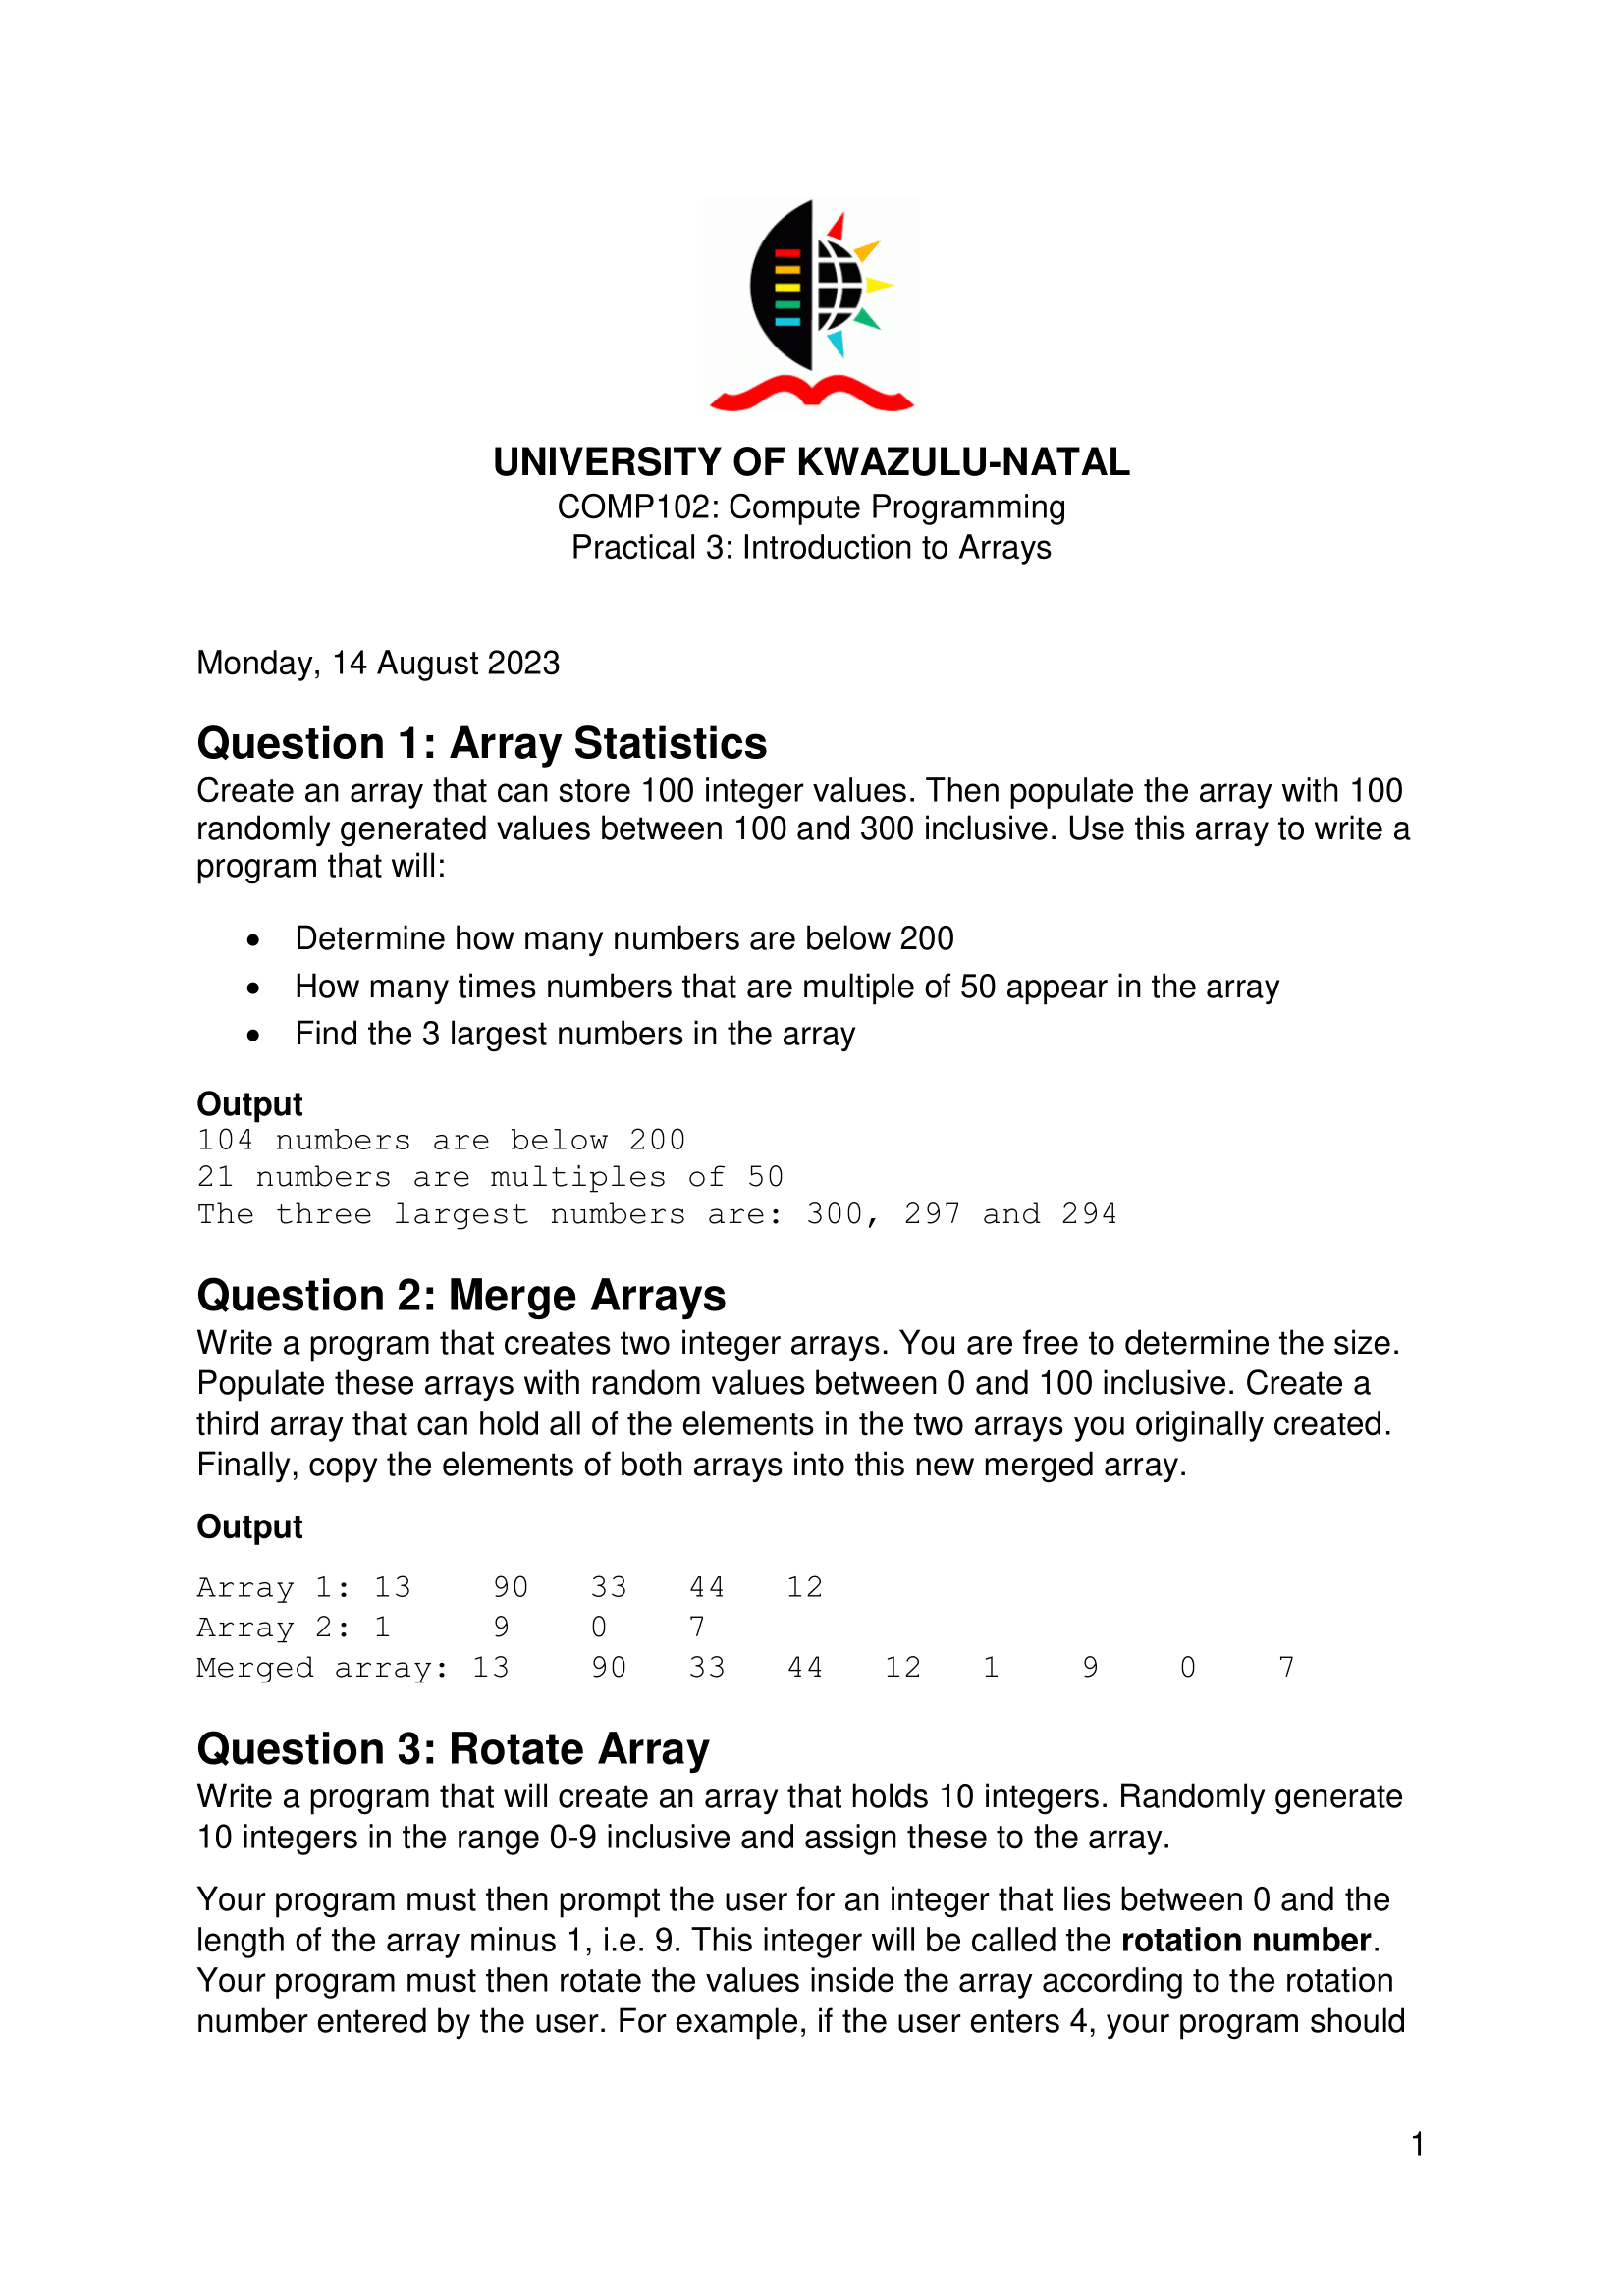 UNIVERSITY OF KWAZULU-NATAL
COMP102: Compute Programming
Practical 3: Introduction to Arrays
Monday, 14 August 2023
Question 1: Array Statistics
Create an array that can store 100 integer values. Then populate the array with 100
randomly generated values between 100 and 300 inclusive. Use this array to write a
program that will:
• Determine how many numbers are below 200
• How many times numbers that are multiple of 50 appear in the array
• Find the 3 largest numbers in the array
Output
104 numbers are below 200
21 numbers are multiples of 50
The three largest numbers are: 300, 297 and 294
Question 2: Merge Arrays
Write a program that creates two integer arrays. You are free to determine the size.
Populate these arrays with random values between 0 and 100 inclusive. Create a
third array that can hold all of the elements in the two arrays you originally created.
Finally, copy the elements of both arrays into this new merged array.
Output
Array 1: 13 90 33 44 12
Array 2: 1 9 0 7
Merged array: 13 90 33 44 12 1 9 0 7
Question 3: Rotate Array
Write a program that will create an array that holds 10 integers. Randomly generate
10 integers in the range 0-9 inclusive and assign these to the array.
Your program must then prompt the user for an integer that lies between 0 and the
length of the array minus 1, i.e. 9. This integer will be called the rotation number.
Your program must then rotate the values inside the array according to the rotation
number entered by the user. For example, if the user enters 4, your program should
1